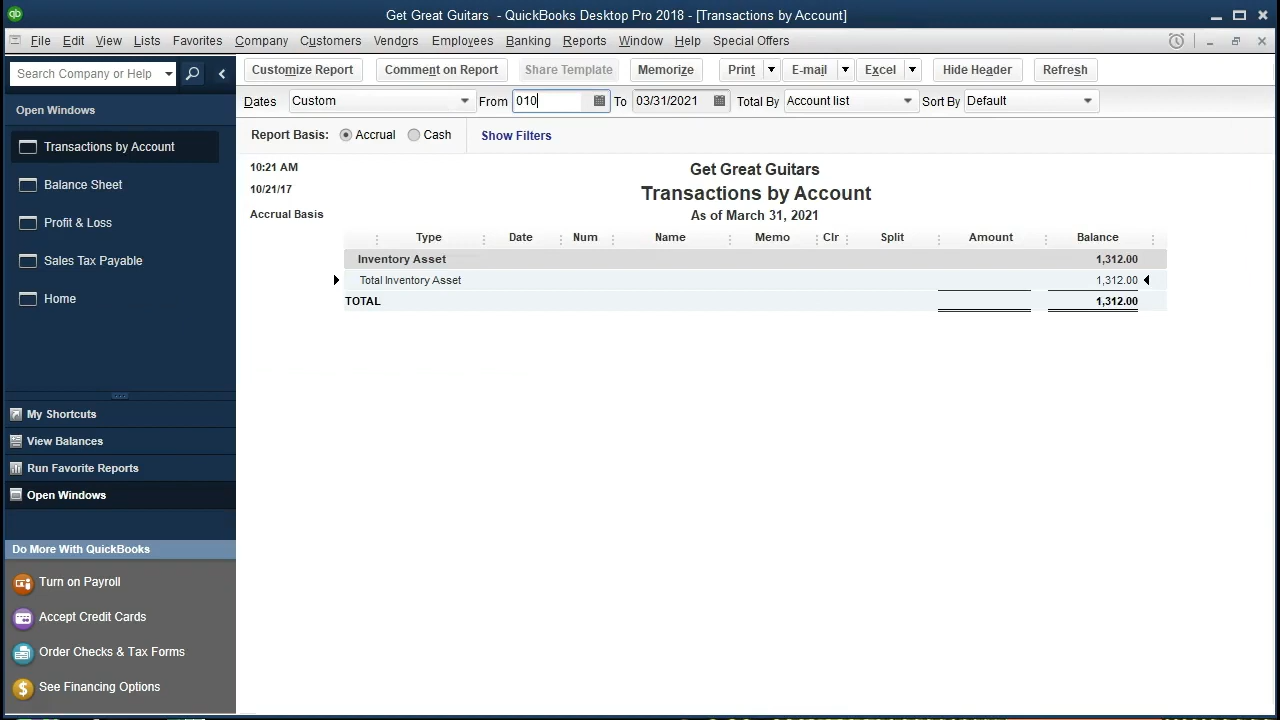 Get Great Guitars - QuickBooks Desktop Pro 2018 - [Transactions by Account]
File Edit View Lists Favorites Company Customers Vendors Employees Banking Reports Window Help Special Offers
Search Company or Help
Customize Report Comment on Report Share Template Memorize Print E-mail Excel Hide Header Refresh
Dates Custom From 010 To 03/31/2021 Total By Account list Sort By Default
Report Basis: Accrual Cash Show Filters
Open Windows
Transactions by Account
Balance Sheet
Profit & Loss
Sales Tax Payable
Home
My Shortcuts
View Balances
Run Favorite Reports
Open Windows
Do More With QuickBooks
Turn on Payroll
Accept Credit Cards
Order Checks & Tax Forms
See Financing Options
10:21 AM
10/21/17
Accrual Basis
Get Great Guitars
Transactions by Account
As of March 31, 2021
Type Date Num Name Memo Clr Split Amount Balance
Inventory Asset 1,312.00
Total Inventory Asset 1,312.00
TOTAL 1,312.00